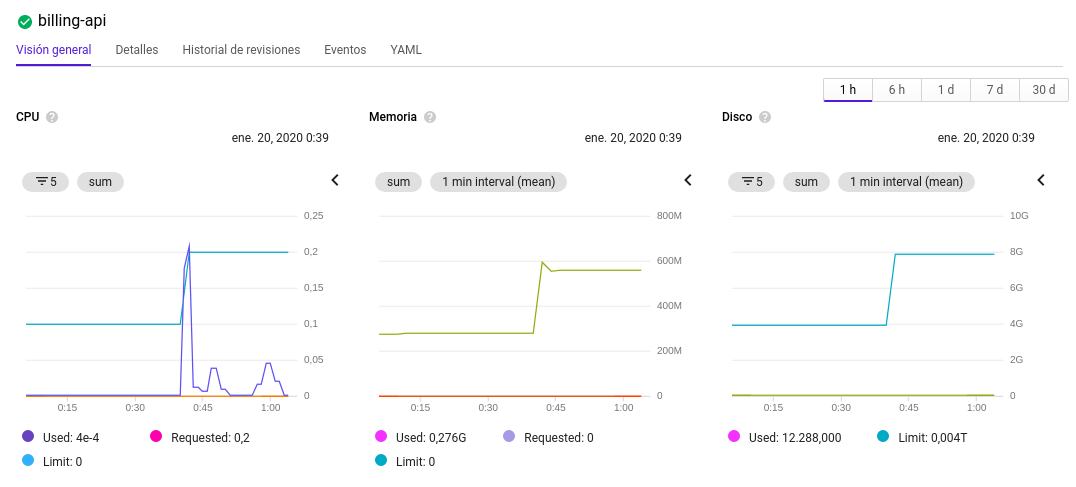 billing-api
Visión general Detalles Historial de revisiones Eventos YAML
1 h 6 h 1 d 7 d 30 d
CPU ?
ene. 20, 2020 0:39
5 sum
0,25
0,2
0,15
0,1
0,05
0
0:15 0:30 0:45 1:00
Used: 4e-4 Requested: 0,2
Limit: 0
Memoria ?
ene. 20, 2020 0:39
sum 1 min interval (mean)
800M
600M
400M
200M
0
0:15 0:30 0:45 1:00
Used: 0,276G Requested: 0
Limit: 0
Disco ?
ene. 20, 2020 0:39
5 sum 1 min interval (mean)
10G
8G
6G
4G
2G
0
0:15 0:30 0:45 1:00
Used: 12.288,000 Limit: 0,004T